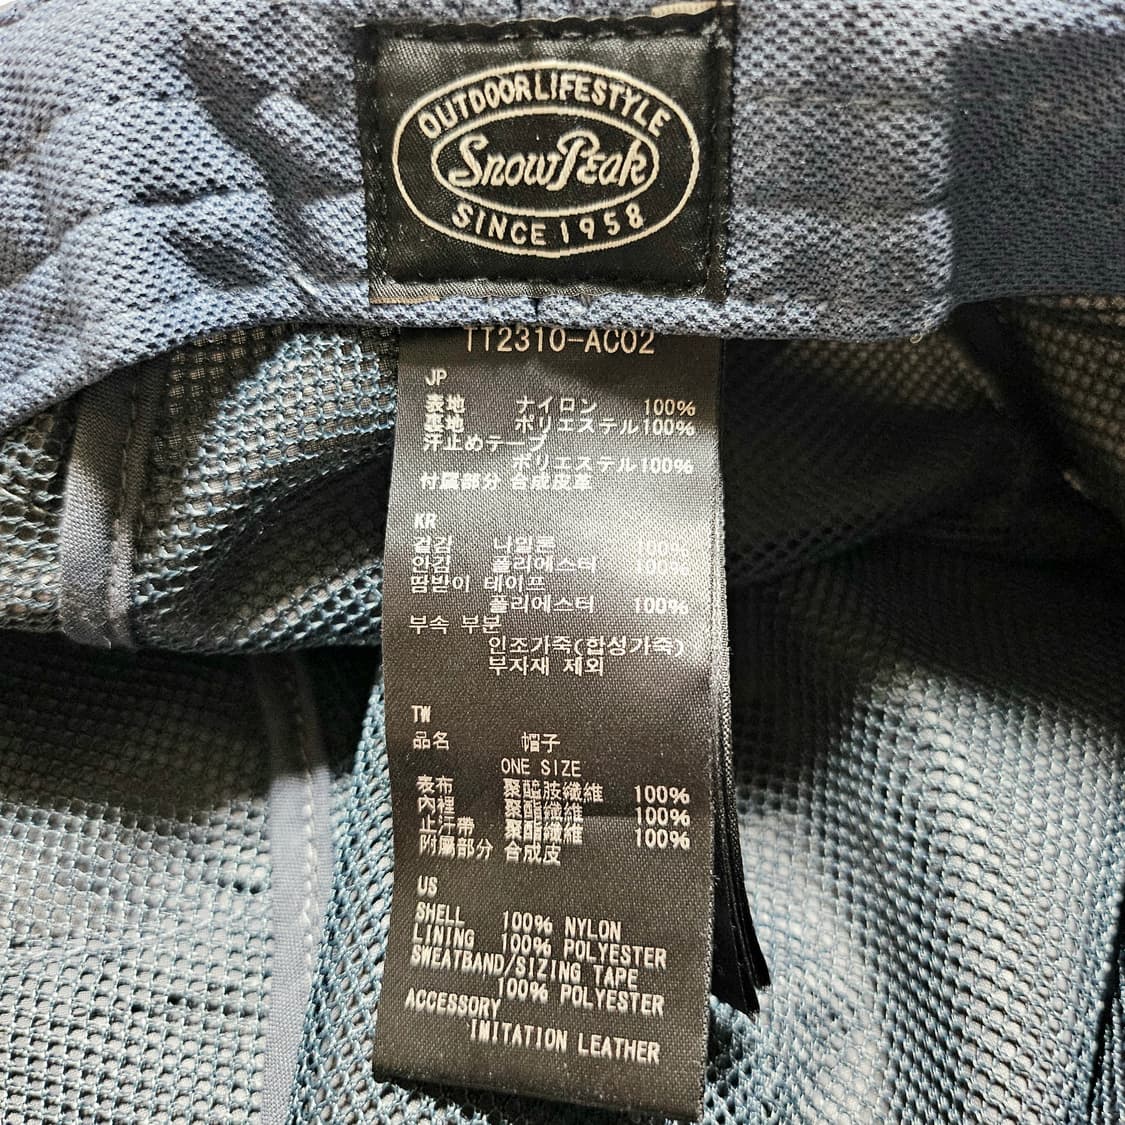 OUTDOOR LIFESTYLE
Snow Peak
SINCE 1958
TT2310-AC02
JP
表地 ナイロン 100%
裏地 ポリエステル100%
汗止めテープ
ポリエステル100%
付属部分 合成皮革
KR
겉감 나일론 100%
안감 폴리에스터 100%
땀받이 테이프
폴리에스터 100%
부속 부분
인조가죽(합성가죽)
부자재 제외
TW
品名 帽子
ONE SIZE
表布 聚醯胺纖維 100%
內裡 聚酯纖維 100%
止汗帶 聚酯纖維 100%
附屬部分 合成皮
US
SHELL 100% NYLON
LINING 100% POLYESTER
SWEATBAND/SIZING TAPE
100% POLYESTER
ACCESSORY
IMITATION LEATHER